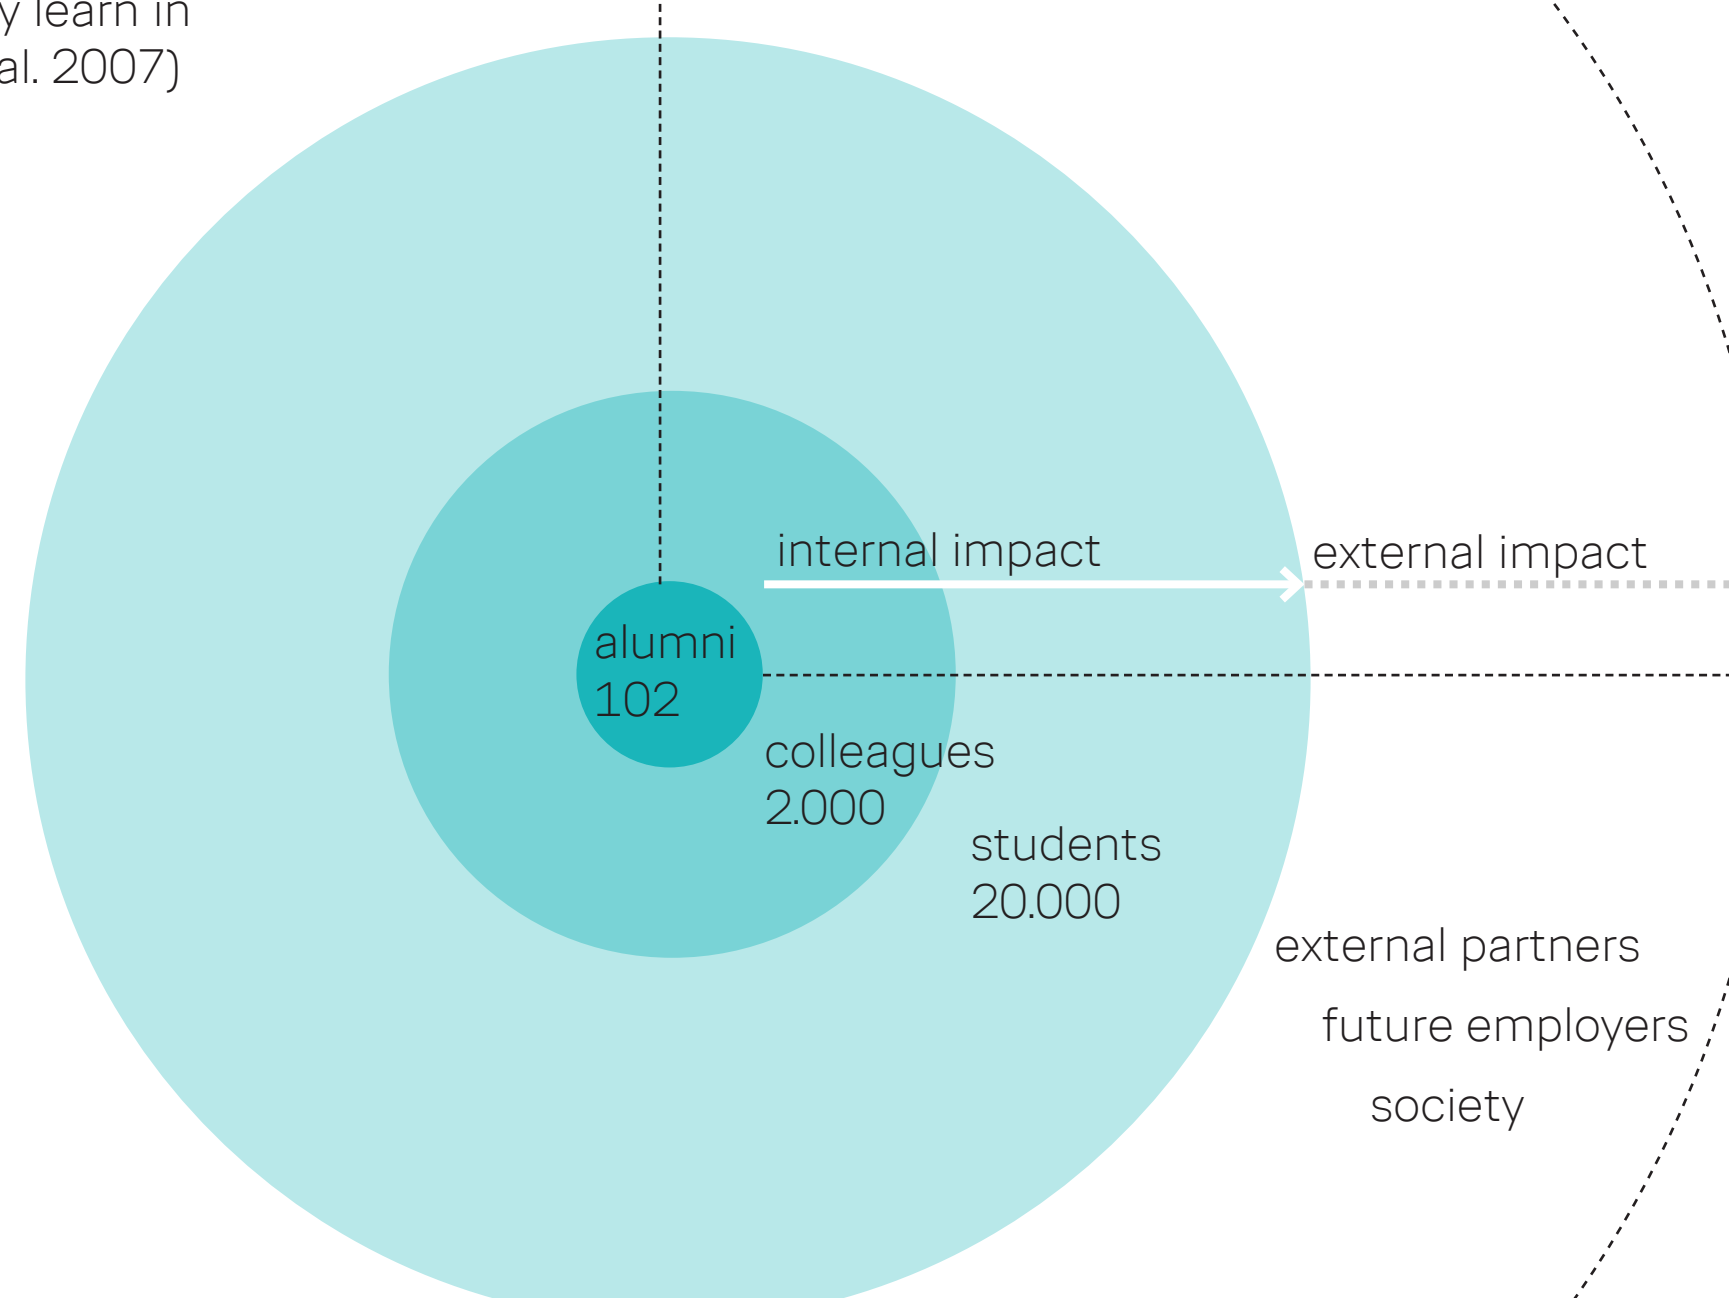 y learn in
al. 2007)
internal impact
external impact
alumni
102
colleagues
2.000
students
20.000
external partners
future employers
society